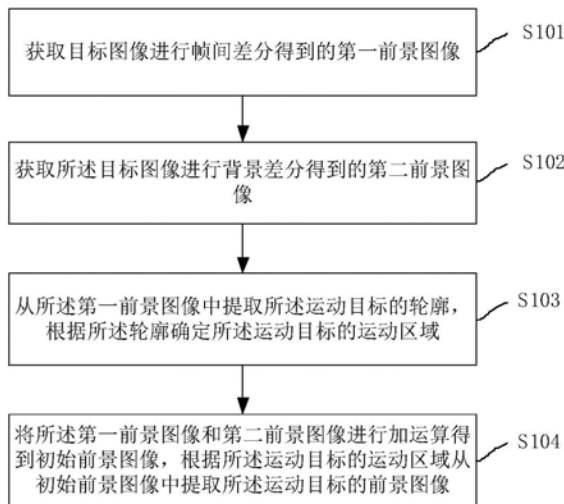 获取目标图像进行帧间差分得到的第一前景图像
S101
获取所述目标图像进行背景差分得到的第二前景图
像
S102
从所述第一前景图像中提取所述运动目标的轮廓，
根据所述轮廓确定所述运动目标的运动区域
S103
将所述第一前景图像和第二前景图像进行加运算得
到初始前景图像，根据所述运动目标的运动区域从
初始前景图像中提取所述运动目标的前景图像
S104